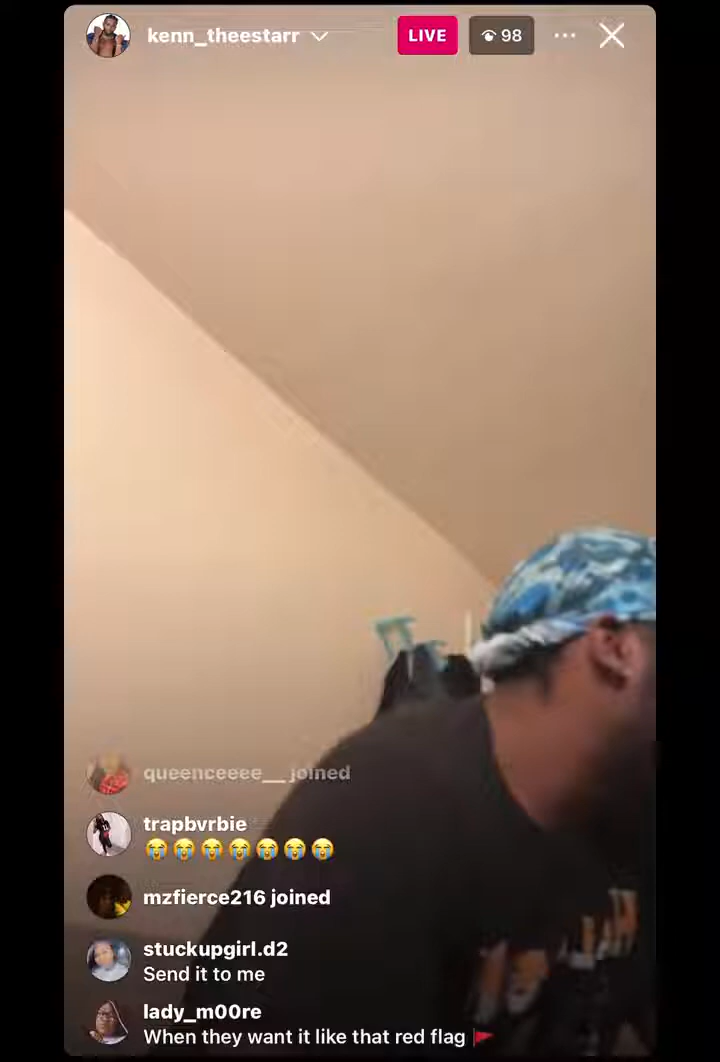 kenn_theestarr
LIVE
98
queenceeee__ joined
trapbvrbie
😭😭😭😭😭😭😭
mzfierce216 joined
stuckupgirl.d2
Send it to me
lady_m00re
When they want it like that red flag 🚩